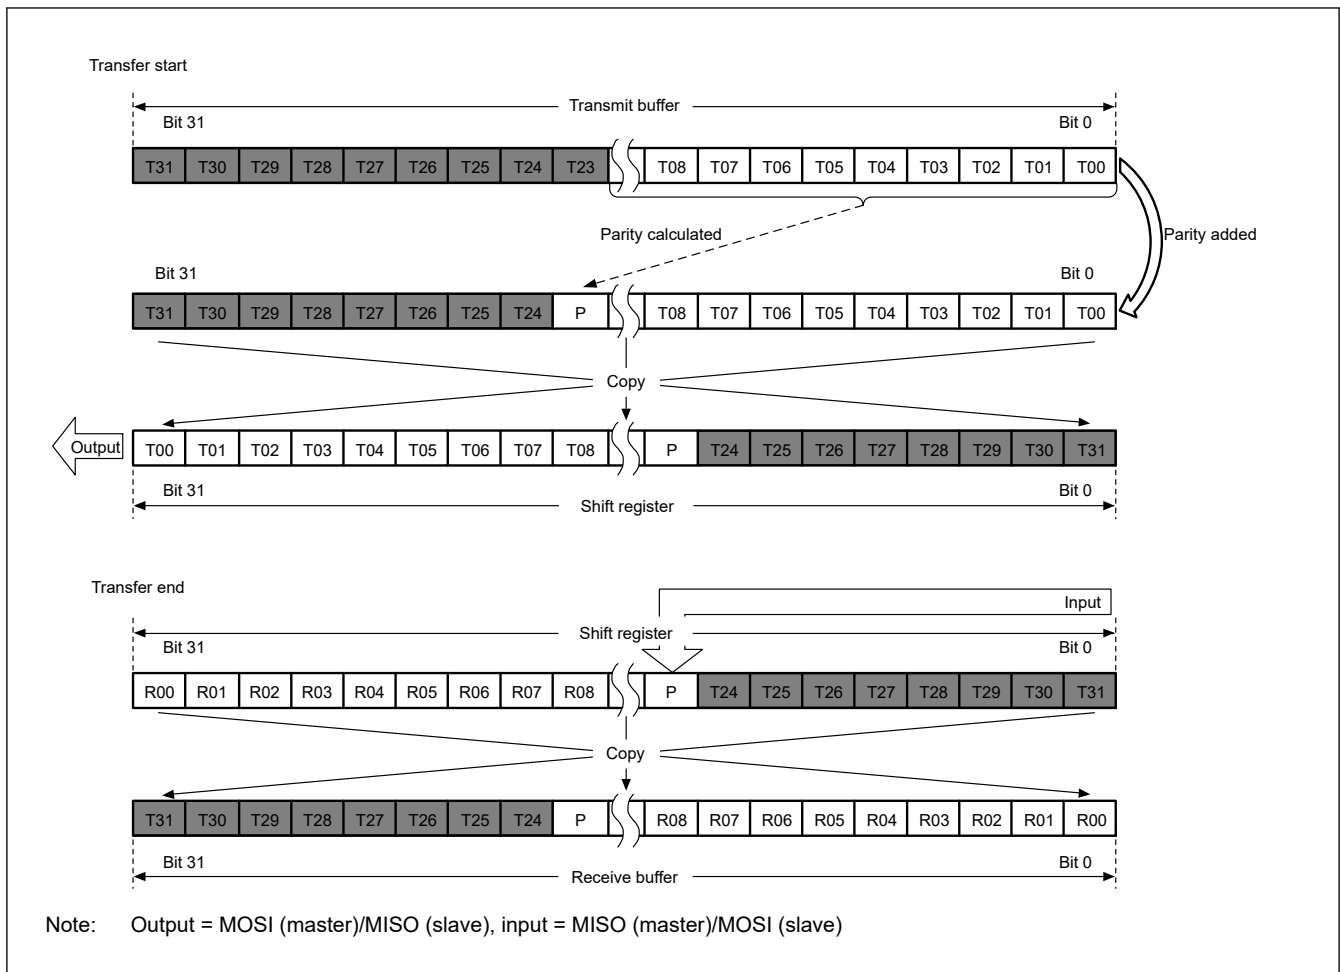 Transfer start
Transmit buffer
Bit 31 Bit 0
T31 T30 T29 T28 T27 T26 T25 T24 T23 T08 T07 T06 T05 T04 T03 T02 T01 T00
Parity calculated Parity added
Bit 31 Bit 0
T31 T30 T29 T28 T27 T26 T25 T24 P T08 T07 T06 T05 T04 T03 T02 T01 T00
Copy
Output T00 T01 T02 T03 T04 T05 T06 T07 T08 P T24 T25 T26 T27 T28 T29 T30 T31
Bit 31 Bit 0
Shift register
Transfer end
Input
Shift register
Bit 31 Bit 0
R00 R01 R02 R03 R04 R05 R06 R07 R08 P T24 T25 T26 T27 T28 T29 T30 T31
Copy
T31 T30 T29 T28 T27 T26 T25 T24 P R08 R07 R06 R05 R04 R03 R02 R01 R00
Bit 31 Bit 0
Receive buffer
Note: Output = MOSI (master)/MISO (slave), input = MISO (master)/MOSI (slave)